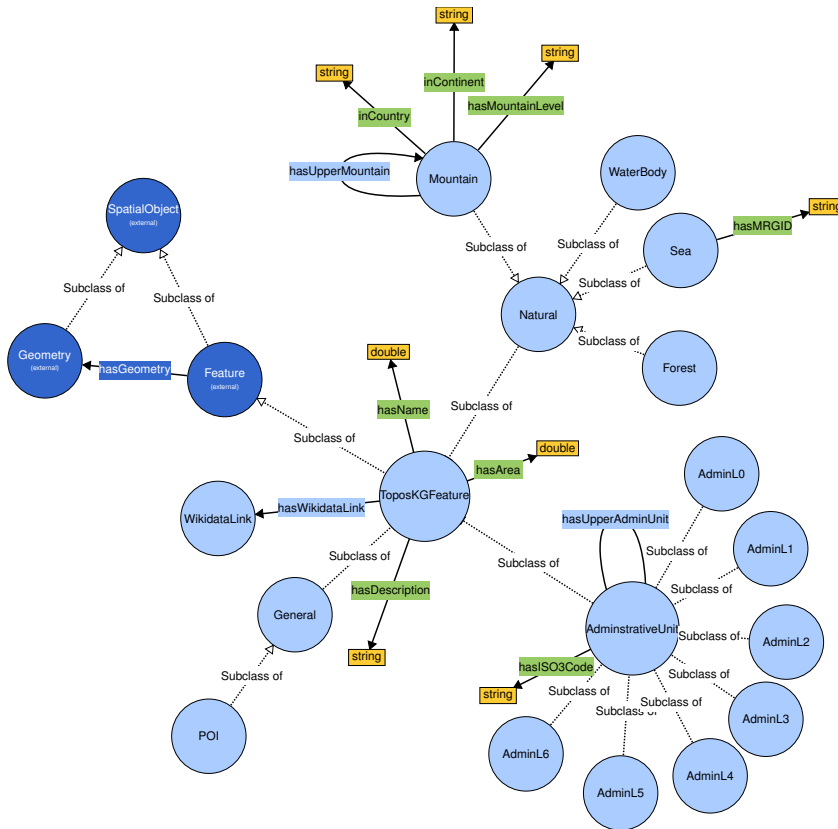 string
string
string
inContinent
hasMountainLevel
inCountry
hasUpperMountain
Mountain
WaterBody
SpatialObject
(external)
string
hasMRGID
Sea
Subclass of
Subclass of
Subclass of
Subclass of
Subclass of
Natural
Subclass of
Geometry
(external)
hasGeometry
Feature
(external)
double
Forest
hasName
Subclass of
Subclass of
double
hasArea
AdminL0
ToposKGFeature
hasWikidataLink
WikidataLink
hasUpperAdminUnit
Subclass of
AdminL1
Subclass of
Subclass of
Subclass of
hasDescription
General
AdminstrativeUnit
Subclass of
AdminL2
string
hasISO3Code
Subclass of
Subclass of
string
Subclass of
Subclass of
Subclass of
AdminL3
POI
AdminL6
AdminL4
AdminL5